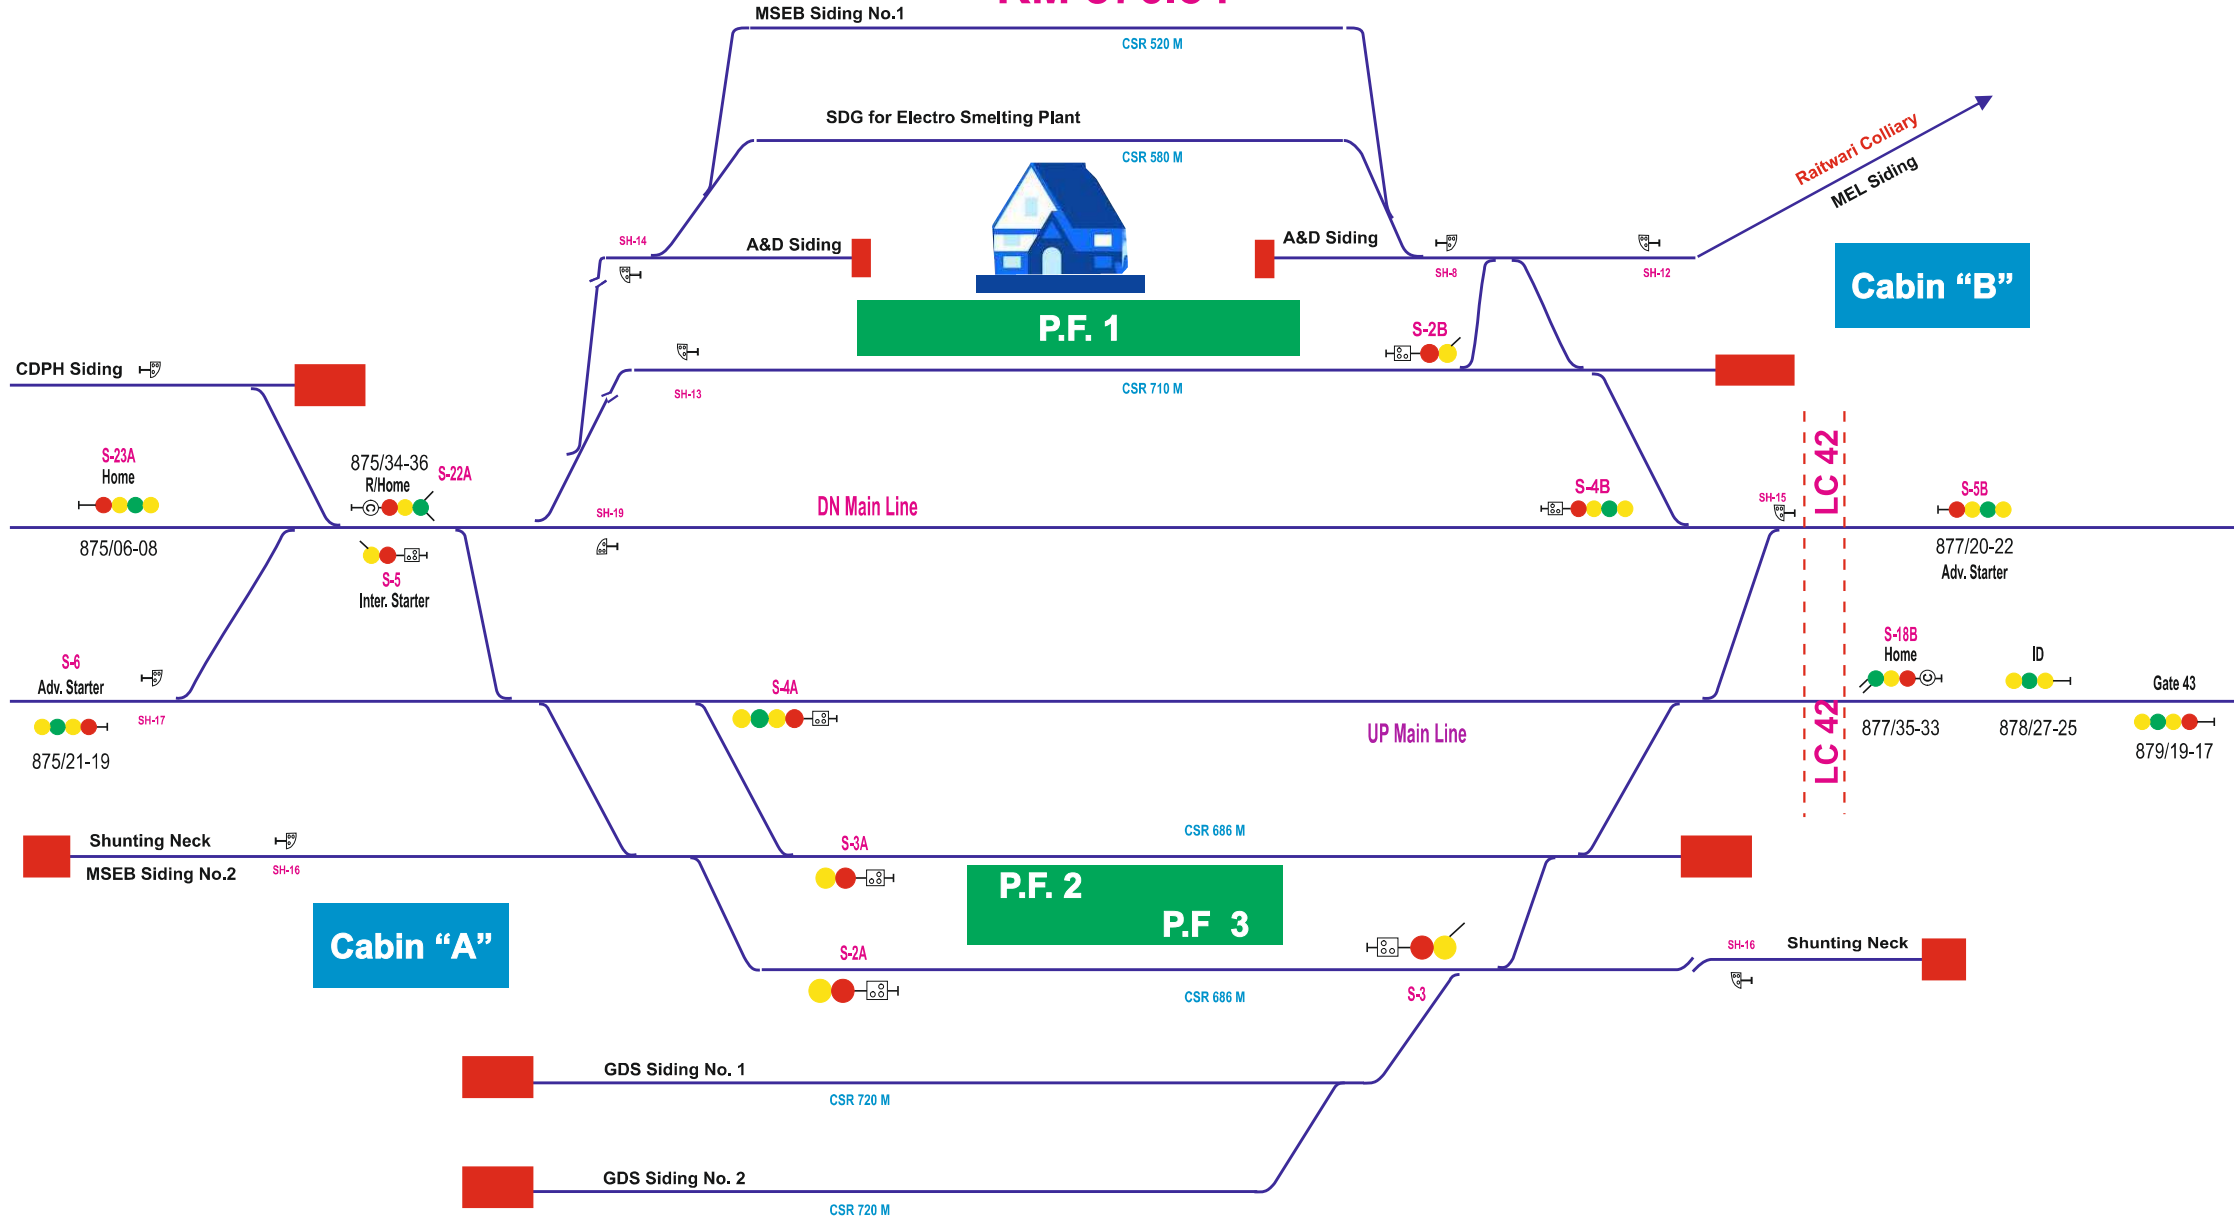 MSEB Siding No.1
CSR 520 M
SDG for Electro Smelting Plant
CSR 580 M
Raitwari Colliary
MEL Siding
SH-14
A&D Siding
A&D Siding
SH-8
SH-12
Cabin “B”
P.F. 1
S-2B
CDPH Siding
SH-13
CSR 710 M
S-23A
Home
875/34-36
R/Home
S-22A
C
SH-19
DN Main Line
S-4B
SH-15
LC 42
S-5B
875/06-08
877/20-22
Adv. Starter
S-5
Inter. Starter
S-6
Adv. Starter
SH-17
875/21-19
S-4A
UP Main Line
LC 42
S-18B
Home
C
877/35-33
ID
878/27-25
Gate 43
879/19-17
Shunting Neck
MSEB Siding No.2
SH-16
S-3A
CSR 686 M
P.F. 2
P.F 3
Cabin “A”
S-2A
CSR 686 M
S-3
SH-16
Shunting Neck
GDS Siding No. 1
CSR 720 M
GDS Siding No. 2
CSR 720 M